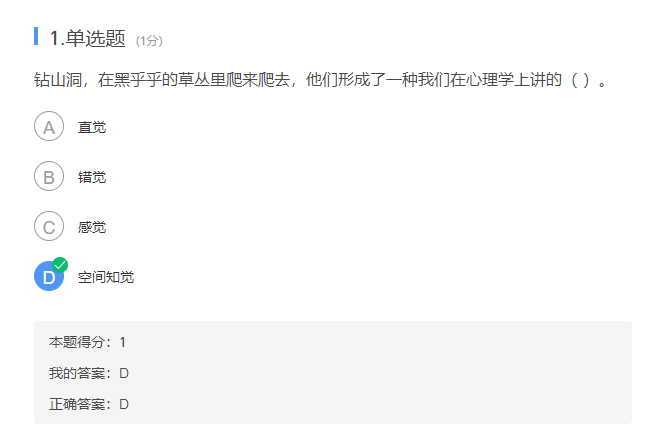 1.单选题 (1分)
钻山洞，在黑乎乎的草丛里爬来爬去，他们形成了一种我们在心理学上讲的（ ）。
A 直觉
B 错觉
C 感觉
D 空间知觉
本题得分：1
我的答案：D
正确答案：D